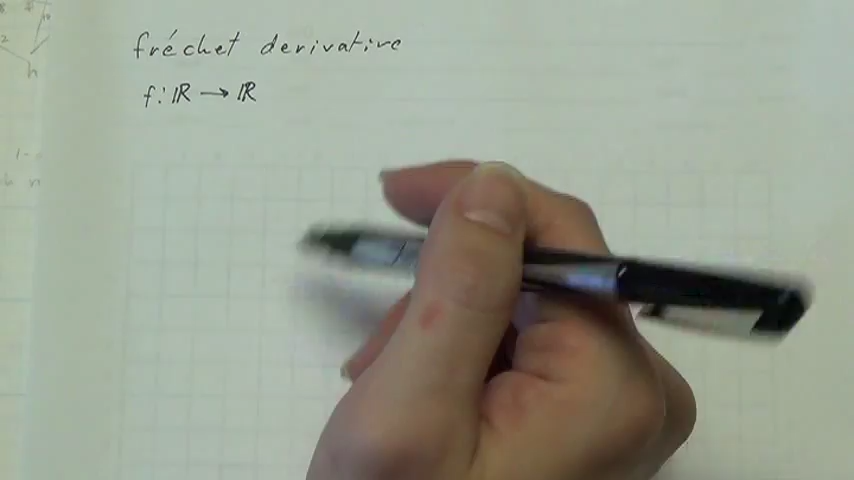 fréchet derivative
f: ℝ → ℝ